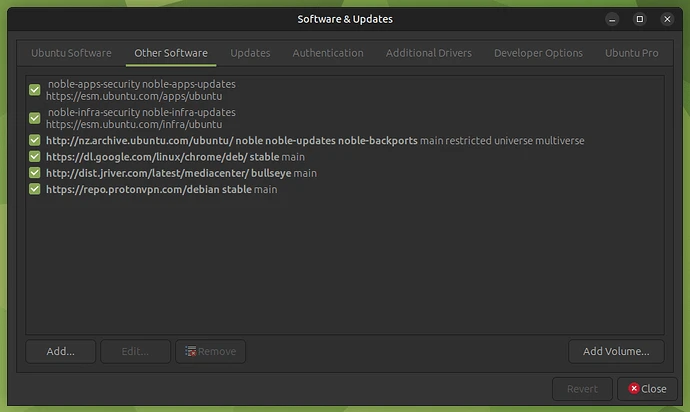 Software & Updates
Ubuntu Software Other Software Updates Authentication Additional Drivers Developer Options Ubuntu Pro
noble-apps-security noble-apps-updates
https://esm.ubuntu.com/apps/ubuntu
noble-infra-security noble-infra-updates
https://esm.ubuntu.com/infra/ubuntu
http://nz.archive.ubuntu.com/ubuntu/ noble noble-updates noble-backports main restricted universe multiverse
https://dl.google.com/linux/chrome/deb/ stable main
http://dist.jriver.com/latest/mediacenter/ bullseye main
https://repo.protonvpn.com/debian stable main
Add... Edit... Remove Add Volume...
Revert Close